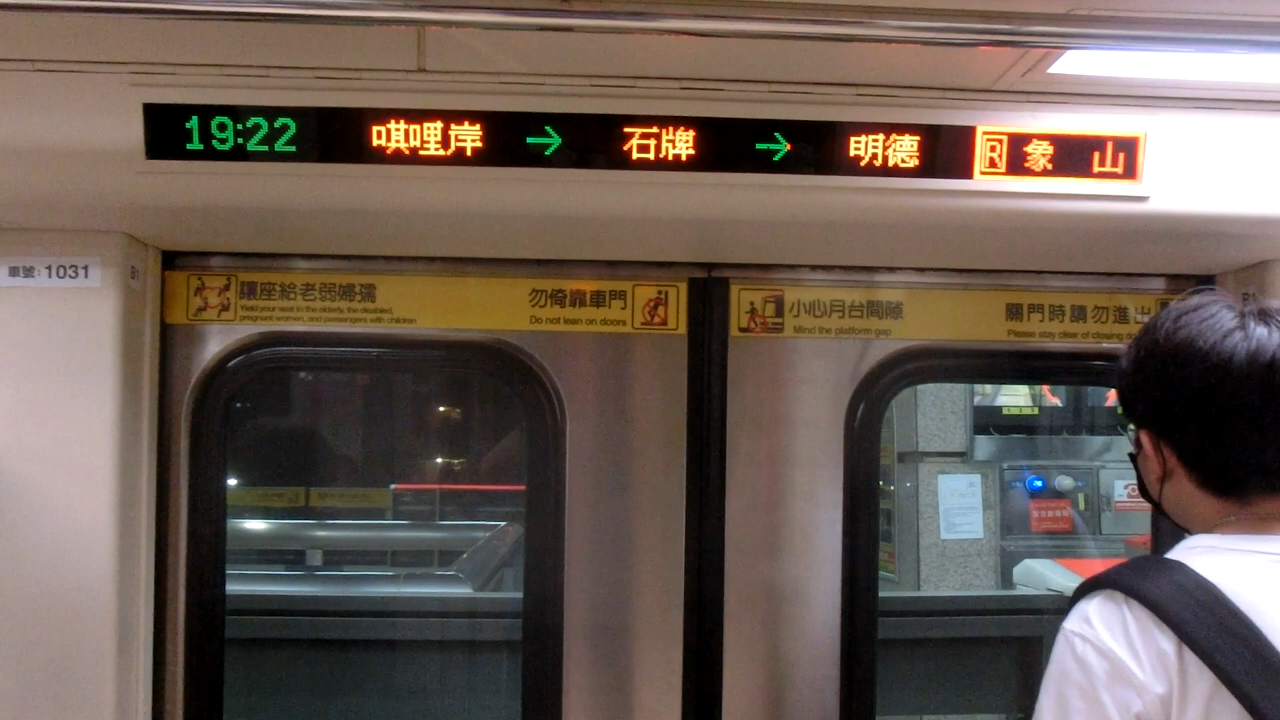 19:22 唭哩岸 → 石牌 → 明德 R 象 山
車號:1031
B1
讓座給老弱婦孺
Yield your seat to the elderly, the disabled,
pregnant women, and passengers with children
勿倚靠車門
Do not lean on doors
小心月台間隙
Mind the platform gap
關門時請勿進出
Please stay clear of closing